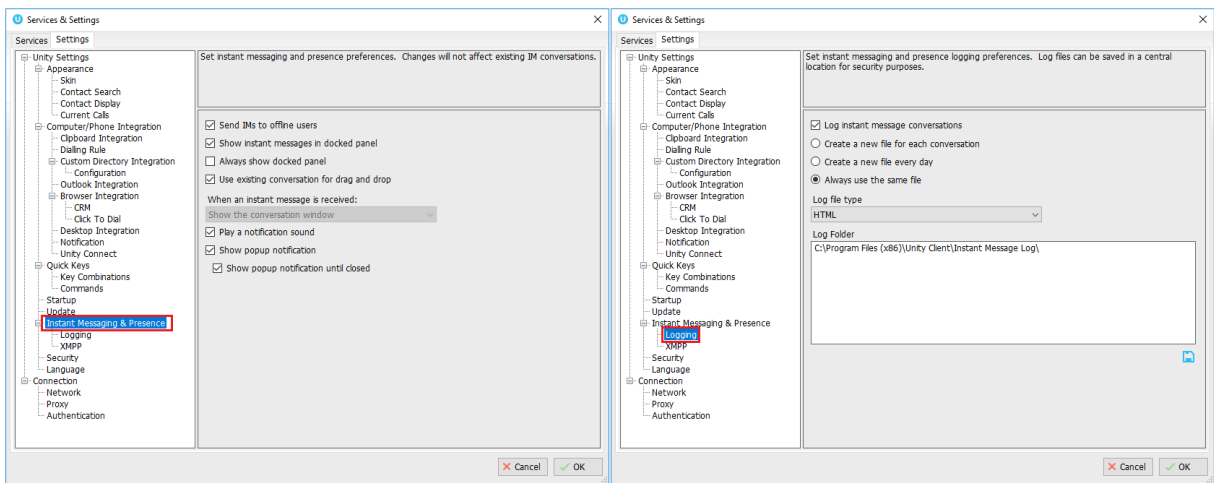 Services & Settings
Services Settings
Set instant messaging and presence preferences. Changes will not affect existing IM conversations.
Unity Settings
Appearance
Skin
Contact Search
Contact Display
Current Calls
Computer/Phone Integration
Clipboard Integration
Dialling Rule
Custom Directory Integration
Configuration
Outlook Integration
Browser Integration
CRM
Click To Dial
Desktop Integration
Notification
Unity Connect
Quick Keys
Key Combinations
Commands
Startup
Update
Instant Messaging & Presence
Logging
XMPP
Security
Language
Connection
Network
Proxy
Authentication
Send IMs to offline users
Show instant messages in docked panel
Always show docked panel
Use existing conversation for drag and drop
When an instant message is received:
Show the conversation window
Play a notification sound
Show popup notification
Show popup notification until closed
Cancel OK
Services & Settings
Services Settings
Set instant messaging and presence logging preferences. Log files can be saved in a central
location for security purposes.
Unity Settings
Appearance
Skin
Contact Search
Contact Display
Current Calls
Computer/Phone Integration
Clipboard Integration
Dialling Rule
Custom Directory Integration
Configuration
Outlook Integration
Browser Integration
CRM
Click To Dial
Desktop Integration
Notification
Unity Connect
Quick Keys
Key Combinations
Commands
Startup
Update
Instant Messaging & Presence
Logging
XMPP
Security
Language
Connection
Network
Proxy
Authentication
Log instant message conversations
Create a new file for each conversation
Create a new file every day
Always use the same file
Log file type
HTML
Log Folder
C:\Program Files (x86)\Unity Client\Instant Message Log\
Cancel OK